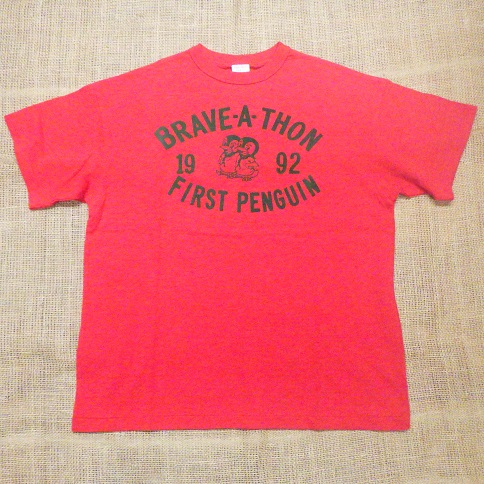 BRAVE-A-THON
19 92
FIRST PENGUIN